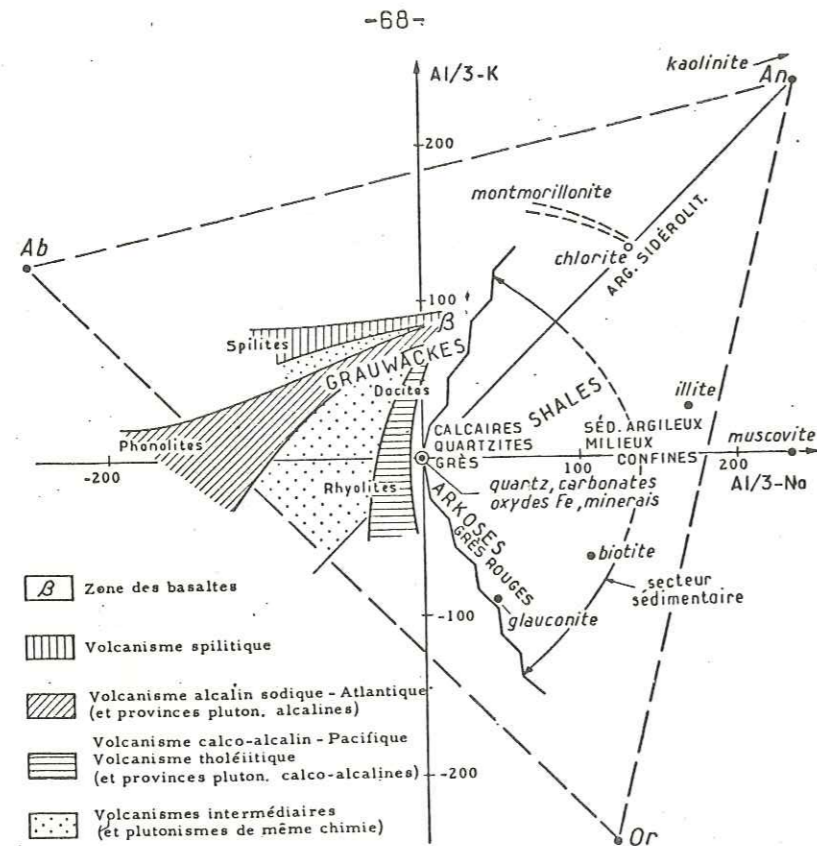 -68-
kaolinite
An
Al/3-K
200
montmorillonite
Ab
chlorite
ARG. SIDÉROLIT.
100
β
Spilites
GRAUWACKES
Dacites
SHALES
illite
CALCAIRES
QUARTZITES
GRÈS
SÉD. ARGILEUX
MILIEUX
CONFINES
muscovite
Phonolites
-200
100
200
Al/3-Na
Rhyolites
quartz, carbonates
oxydes Fe, minerais
ARKOSES
GRÈS ROUGES
biotite
secteur
sédimentaire
glauconite
-100
-200
Or
β Zone des basaltes
Volcanisme spilitique
Volcanisme alcalin sodique - Atlantique
(et provinces pluton. alcalines)
Volcanisme calco-alcalin - Pacifique
Volcanisme tholéiitique
(et provinces pluton. calco-alcalines)
Volcanismes intermédiaires
(et plutonismes de même chimie)